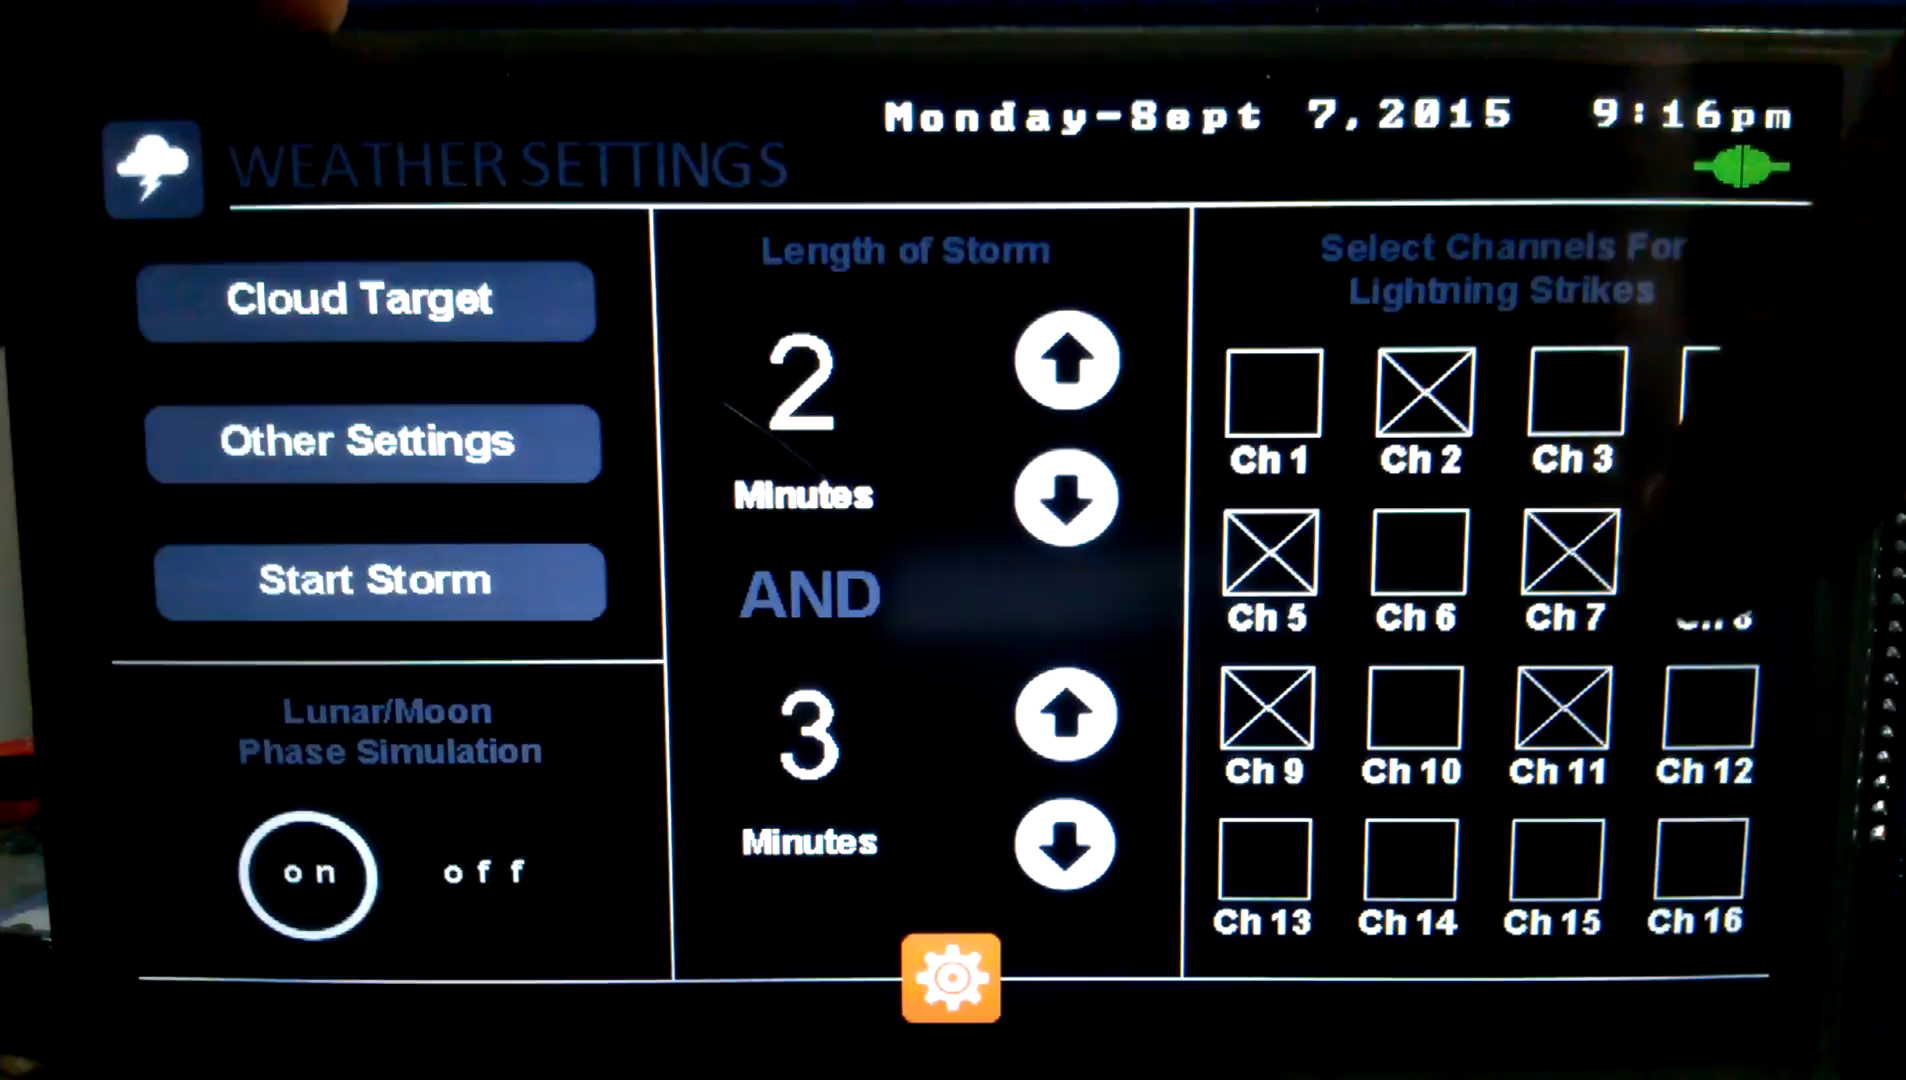 Monday-Sept 7,2015 9:16pm
WEATHER SETTINGS
Cloud Target
Other Settings
Start Storm
Lunar/Moon
Phase Simulation
on off
Length of Storm
2
Minutes
AND
3
Minutes
Select Channels For
Lightning Strikes
Ch 1 Ch 2 Ch 3
Ch 5 Ch 6 Ch 7
Ch 9 Ch 10 Ch 11 Ch 12
Ch 13 Ch 14 Ch 15 Ch 16